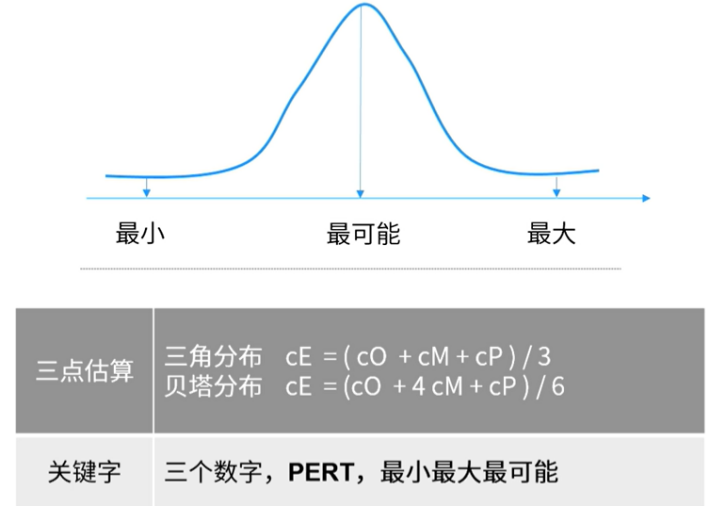 最小 最可能 最大
三点估算
三角分布 cE =( cO + cM + cP ) / 3
贝塔分布 cE =(cO + 4 cM + cP ) / 6
关键字
三个数字，PERT，最小最大最可能